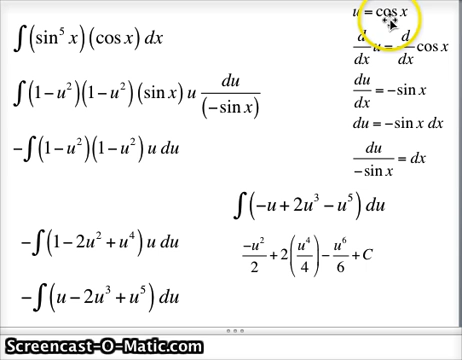 ∫(sin⁵ x)(cos x) dx
∫(1−u²)(1−u²)(sin x) u du/(−sin x)
−∫(1−u²)(1−u²) u du
−∫(1−2u²+u⁴) u du
−∫(u−2u³+u⁵) du
u = cos x
d/dx u = d/dx cos x
du/dx = −sin x
du = −sin x dx
du/−sin x = dx
∫(−u+2u³−u⁵) du
−u²/2 + 2(u⁴/4) − u⁶/6 + C
Screencast-O-Matic.com